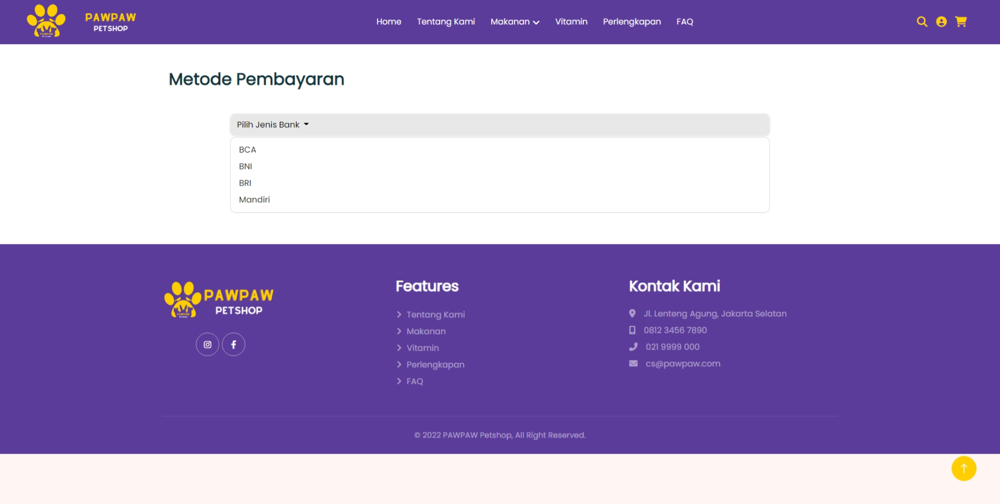 PAWPAW
PETSHOP
Home Tentang Kami Makanan Vitamin Perlengkapan FAQ
Metode Pembayaran
Pilih Jenis Bank
BCA
BNI
BRI
Mandiri
PAWPAW
PETSHOP
Features
Tentang Kami
Makanan
Vitamin
Perlengkapan
FAQ
Kontak Kami
Jl. Lenteng Agung, Jakarta Selatan
0812 3456 7890
021 9999 000
cs@pawpaw.com
© 2022 PAWPAW Petshop, All Right Reserved.